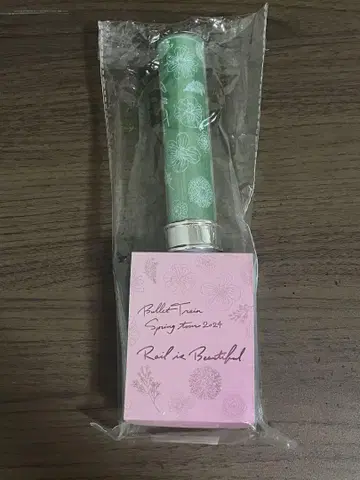 Bullet Train
Spring tour 2024
Rail is Beautiful